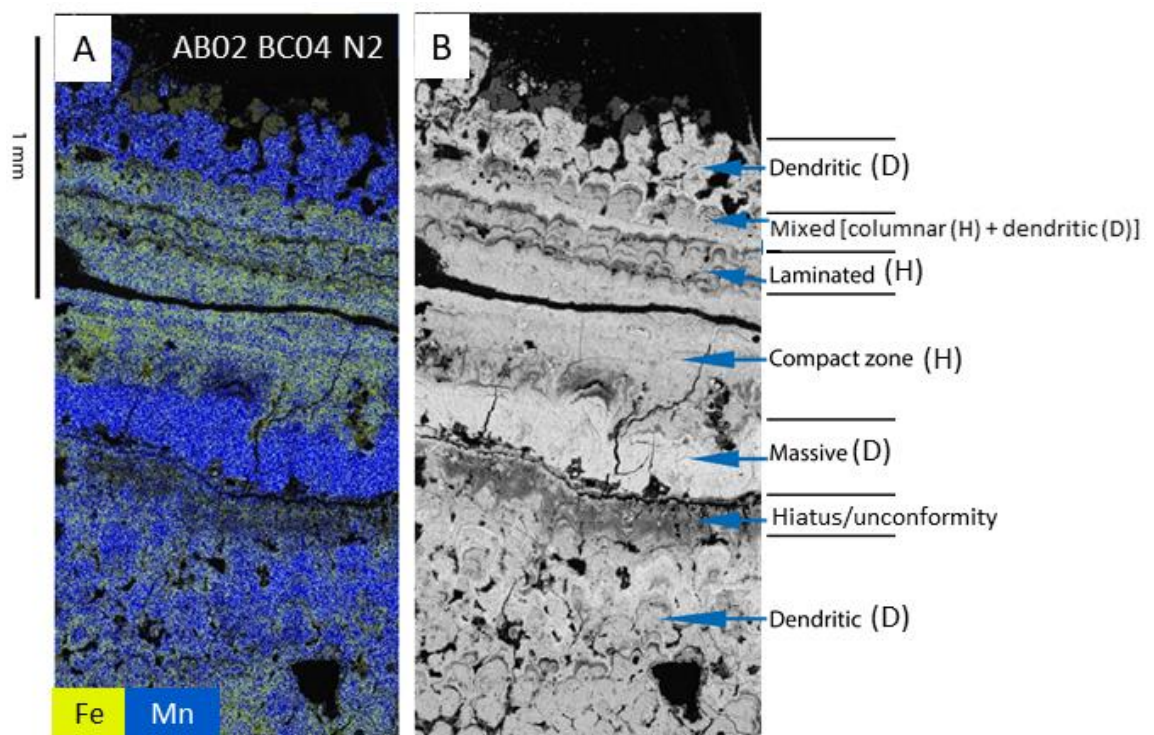 A
AB02 BC04 N2
B
1 mm
Dendritic (D)
Mixed [columnar (H) + dendritic (D)]
Laminated (H)
Compact zone (H)
Massive (D)
Hiatus/unconformity
Dendritic (D)
Fe
Mn